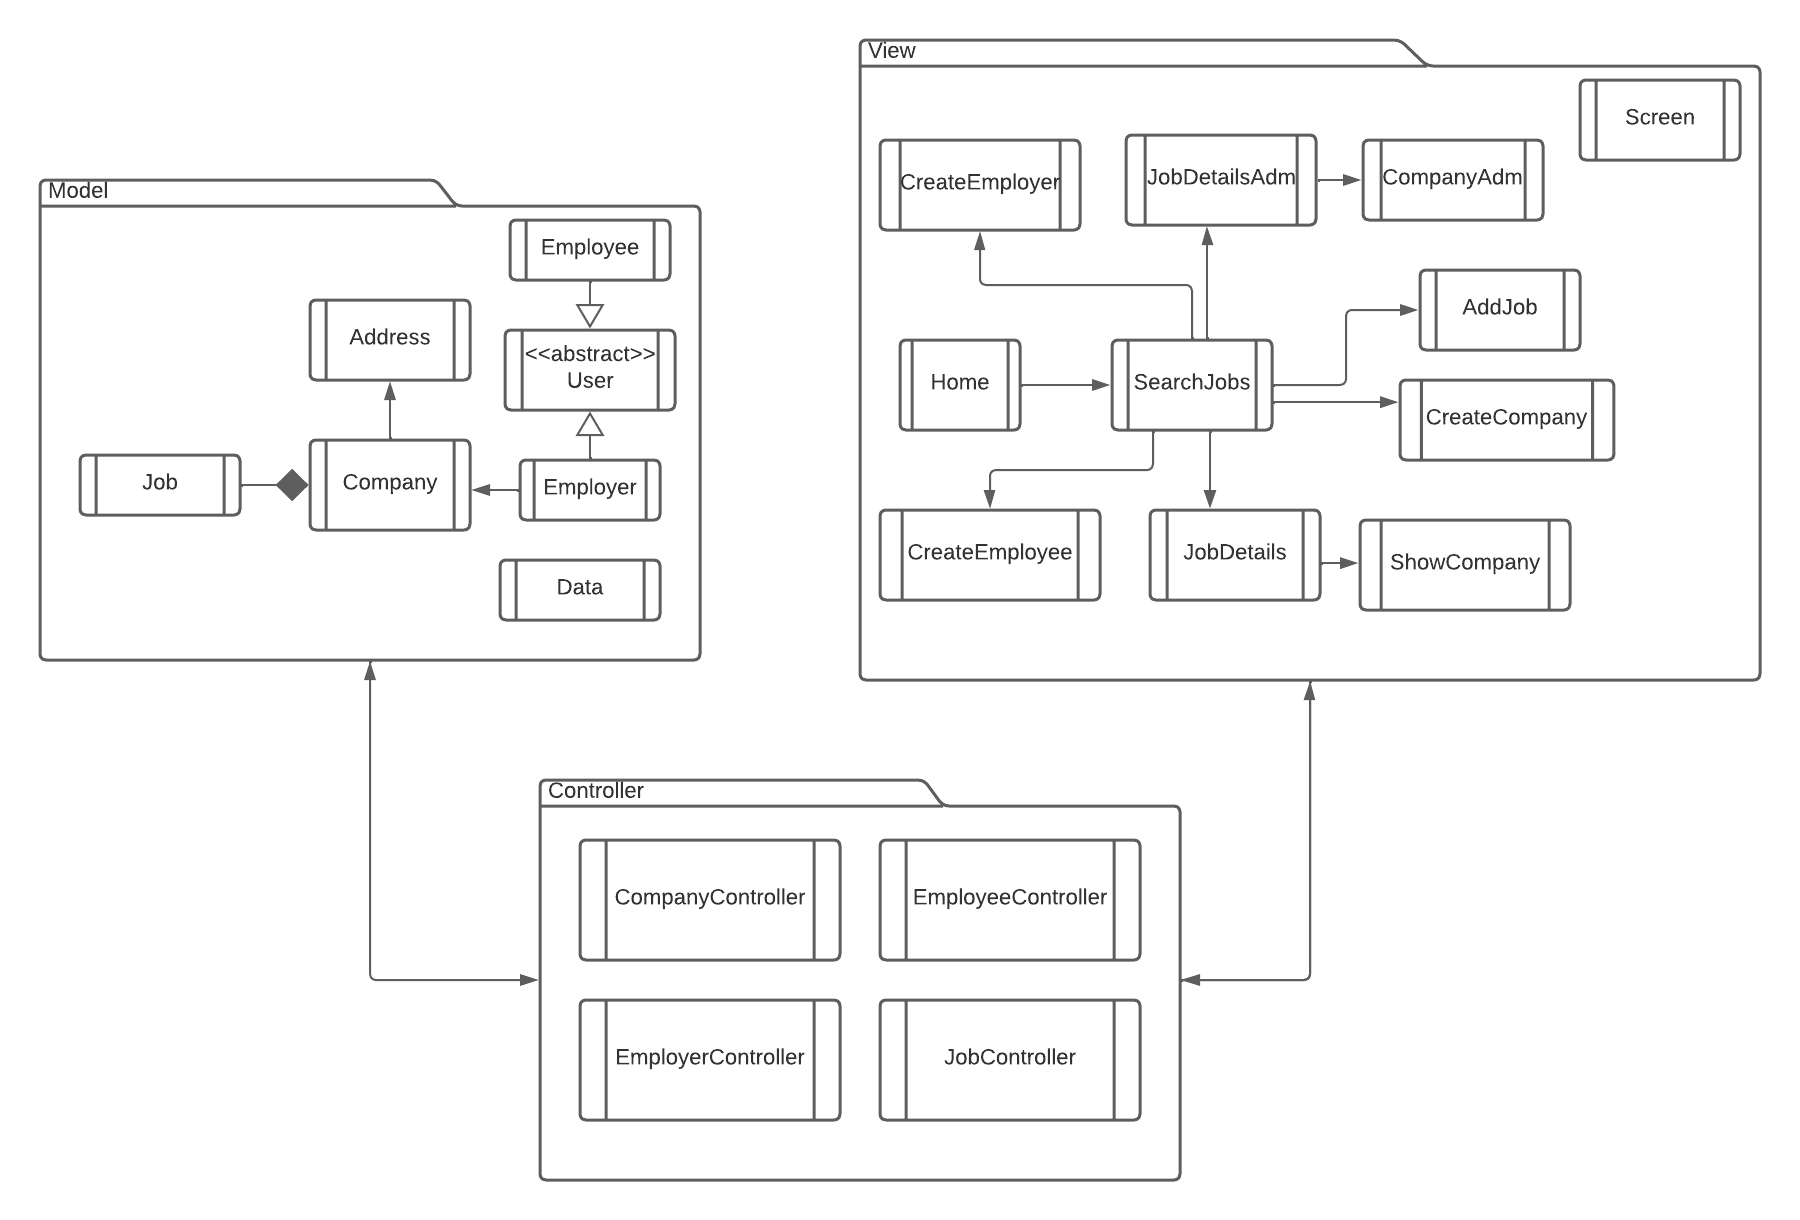 Model
Employee
Address
<<abstract>>
User
Job
Company
Employer
Data
View
Screen
CreateEmployer
JobDetailsAdm
CompanyAdm
AddJob
Home
SearchJobs
CreateCompany
CreateEmployee
JobDetails
ShowCompany
Controller
CompanyController
EmployeeController
EmployerController
JobController